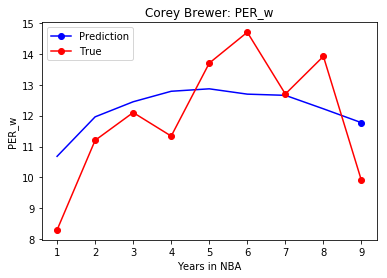 Corey Brewer: PER_w
Prediction
True
PER_w
15
14
13
12
11
10
9
8
1 2 3 4 5 6 7 8 9
Years in NBA